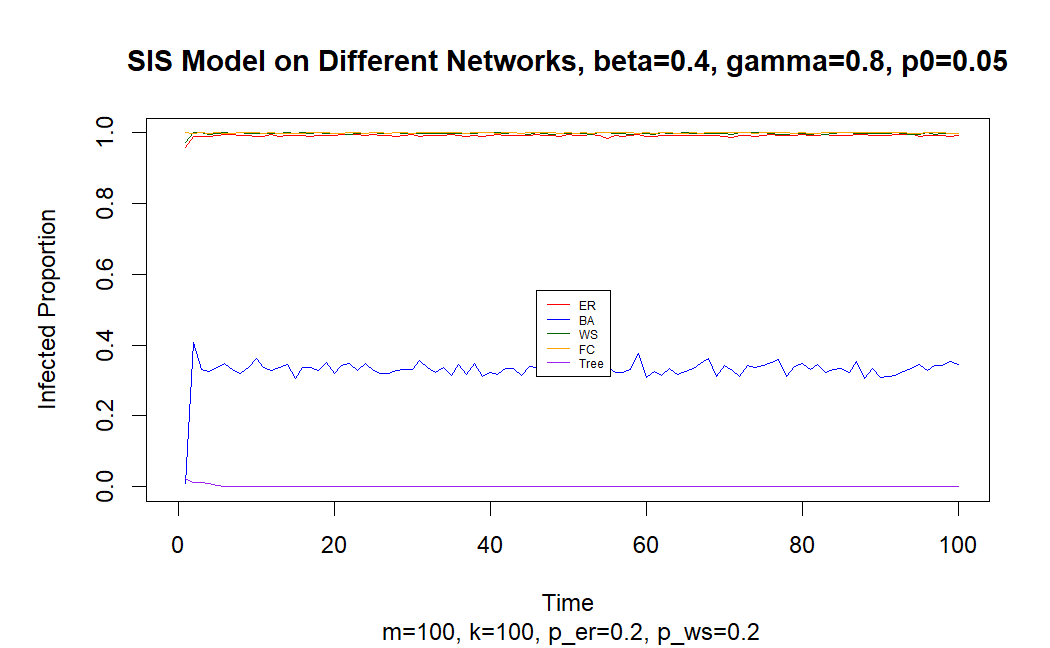 SIS Model on Different Networks, beta=0.4, gamma=0.8, p0=0.05
Infected Proportion
1.0
0.8
0.6
0.4
0.2
0.0
ER
BA
WS
FC
Tree
0 20 40 60 80 100
Time
m=100, k=100, p_er=0.2, p_ws=0.2